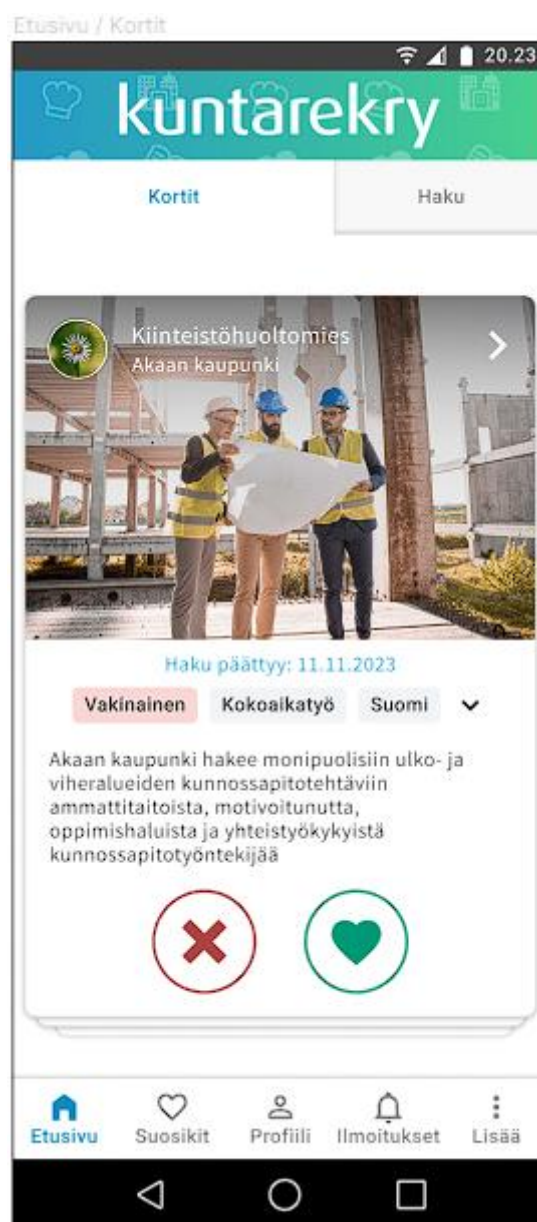 Etusivu / Kortit
20.23
kuntarekry
Kortit
Haku
Kiinteistöhuoltomies
Akaan kaupunki
Haku päättyy: 11.11.2023
Vakinainen
Kokoaikatyö
Suomi
Akaan kaupunki hakee monipuolisiin ulko- ja
viheralueiden kunnossapitotehtäviin
ammattitaitoista, motivoitunutta,
oppimishaluista ja yhteistyökykyistä
kunnossapitotyöntekijää
Etusivu
Suosikit
Profiili
Ilmoitukset
Lisää